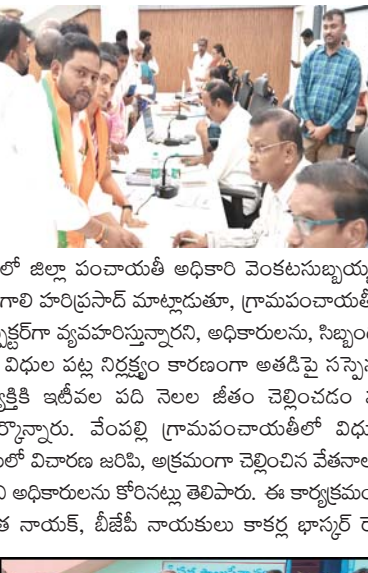 లో జిల్లా పంచాయతీ అధికారి వెంకటసుబ్బయ్య
గాలి హరిప్రసాద్ మాట్లాడుతూ, గ్రామపంచాయతీ
స్పెక్టర్‌గా వ్యవహరిస్తున్నారని, అధికారులను, సిబ్బం
విధుల పట్ల నిర్లక్ష్యం కారణంగా అతడిపై సస్పె
్యక్తికి ఇటీవల పది నెలల జీతం చెల్లించడం
ర్కొన్నారు. వేంపల్లి గ్రామపంచాయతీలో విధు
లో విచారణ జరిపి, అక్రమంగా చెల్లించిన వేతనాల
ని అధికారులను కోరినట్లు తెలిపారు. ఈ కార్యక్రమం
త నాయక్, బీజేపీ నాయకులు కాకర్ల భాస్కర్ రె